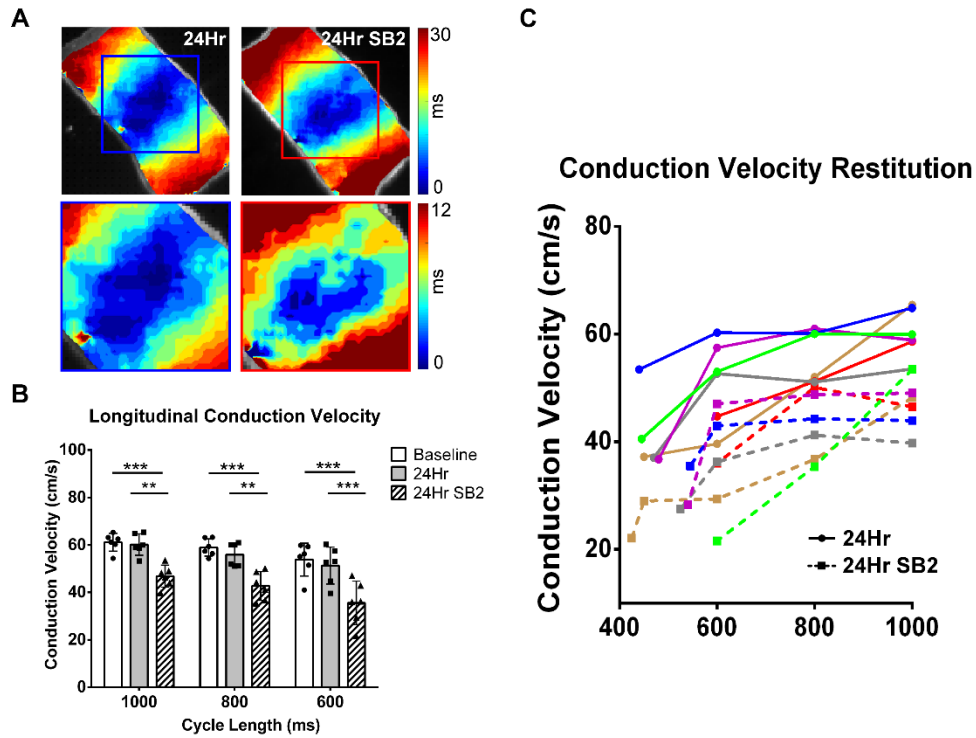 A
24Hr
24Hr SB2
30
ms
0
12
ms
0
B
Longitudinal Conduction Velocity
Conduction Velocity (cm/s)
100
80
60
40
20
0
*** *** ***
** ** ***
Baseline
24Hr
24Hr SB2
1000 800 600
Cycle Length (ms)
C
Conduction Velocity Restitution
Conduction Velocity (cm/s)
80
60
40
20
24Hr
24Hr SB2
400 600 800 1000